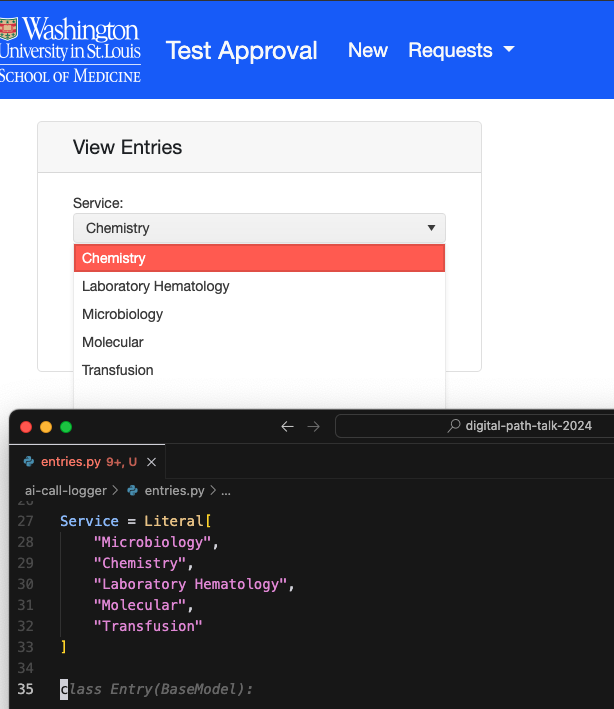 Washington
University in St. Louis
SCHOOL OF MEDICINE
Test Approval New Requests
View Entries
Service:
Chemistry
Chemistry
Laboratory Hematology
Microbiology
Molecular
Transfusion
digital-path-talk-2024
entries.py 9+, U
ai-call-logger > entries.py > ...
26
27 Service = Literal[
28 "Microbiology",
29 "Chemistry",
30 "Laboratory Hematology",
31 "Molecular",
32 "Transfusion"
33 ]
34
35 class Entry(BaseModel):